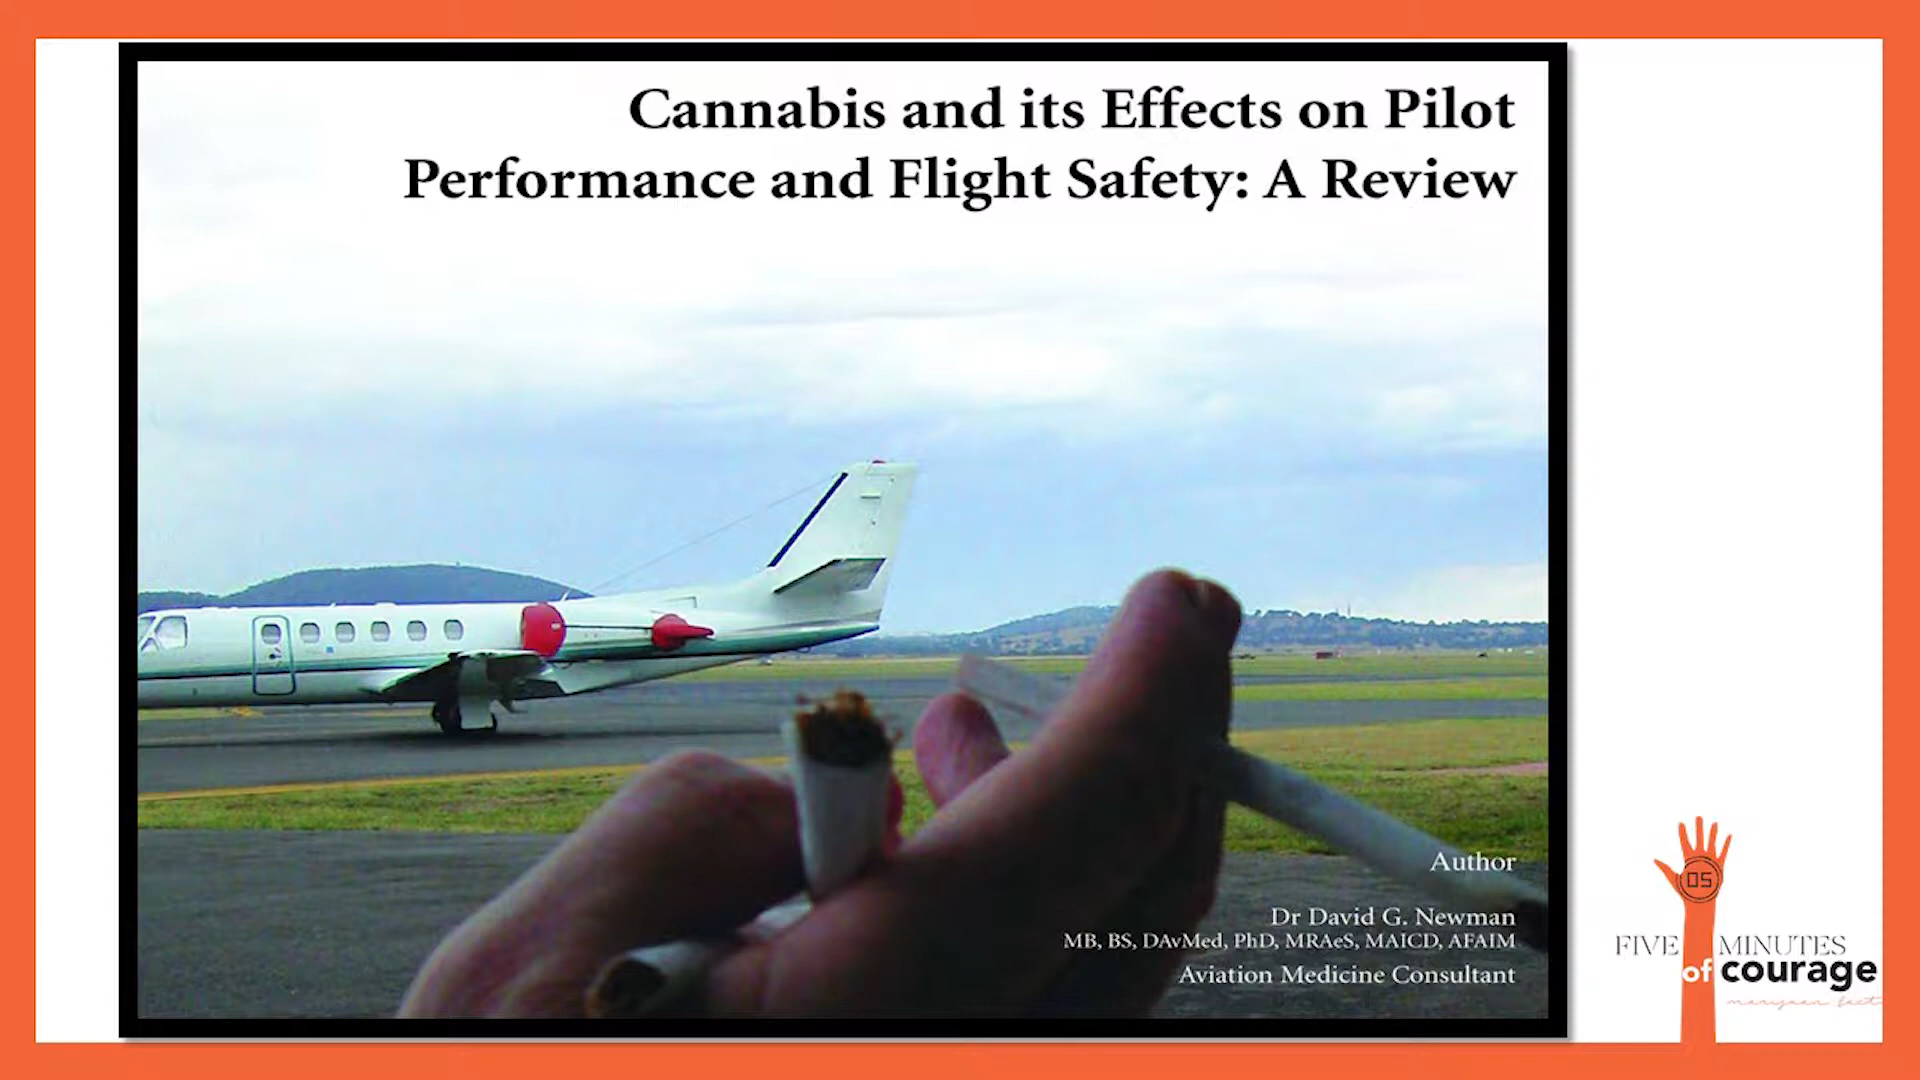 Cannabis and its Effects on Pilot
Performance and Flight Safety: A Review
Author
Dr David G. Newman
MB, BS, DAvMed, PhD, MRAeS, MAICD, AFAIM
Aviation Medicine Consultant
05
FIVE MINUTES
of courage